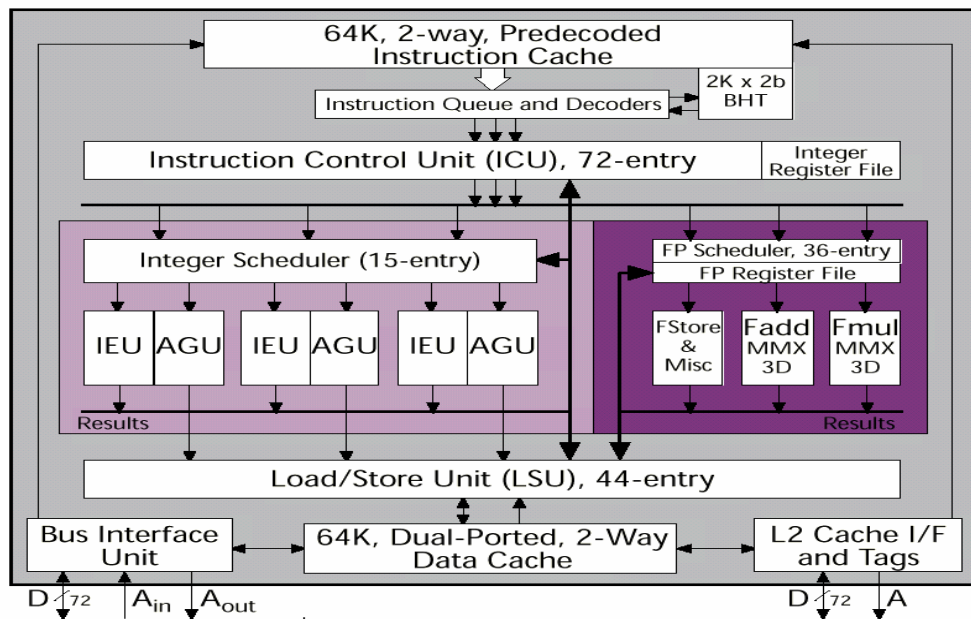 64K, 2-way, Predecoded
Instruction Cache
2K x 2b
BHT
Instruction Queue and Decoders
Instruction Control Unit (ICU), 72-entry
Integer
Register File
Integer Scheduler (15-entry)
FP Scheduler, 36-entry
FP Register File
IEU AGU IEU AGU IEU AGU
FStore
&
Misc
Fadd
MMX
3D
Fmul
MMX
3D
Results
Results
Load/Store Unit (LSU), 44-entry
Bus Interface
Unit
64K, Dual-Ported, 2-Way
Data Cache
L2 Cache I/F
and Tags
D 72 Ain Aout
D 72 A